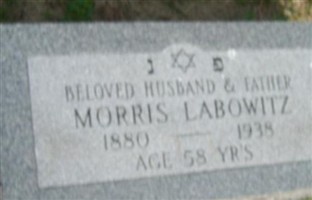 פ נ
BELOVED HUSBAND & FATHER
MORRIS LABOWITZ
1880 — 1938
AGE 58 YRS